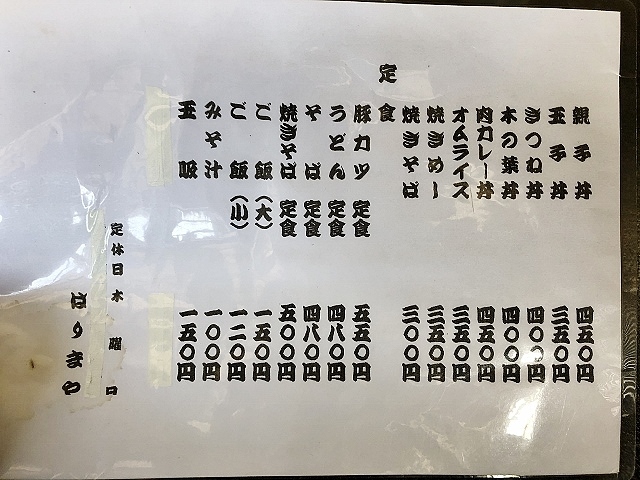 親子丼 四五〇円
玉子丼 三五〇円
きつね丼 四〇〇円
木の葉丼 四〇〇円
肉カレー丼 四五〇円
オムライス 三五〇円
焼きめし 三五〇円
焼きそば 三〇〇円
定食
豚カツ定食 五五〇円
うどん定食 四八〇円
そば定食 四八〇円
焼きそば定食 五〇〇円
ご飯(大) 一五〇円
ご飯(小) 一二〇円
みそ汁 一〇〇円
玉吸 一五〇円
定休日 木曜日
はりまや